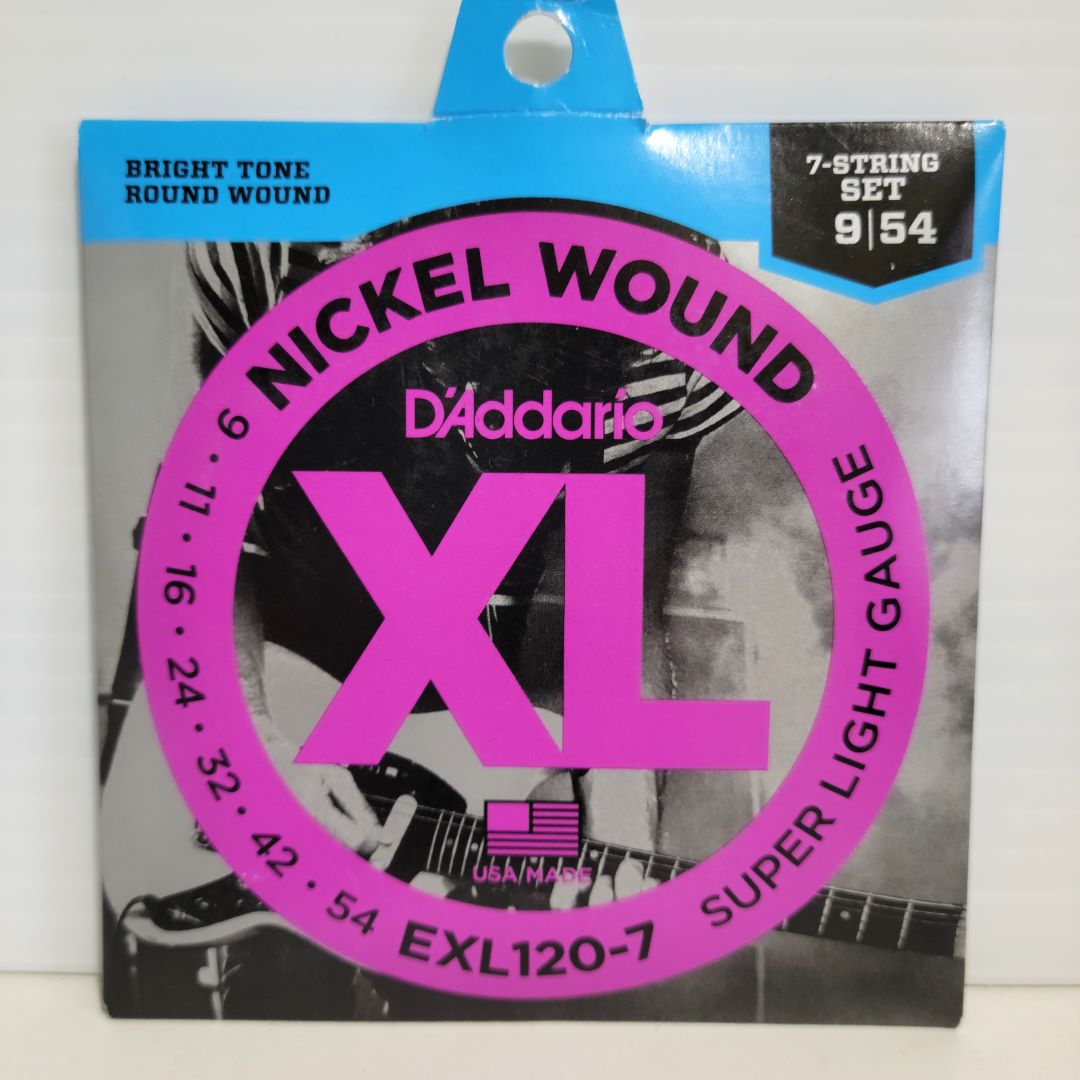 BRIGHT TONE
ROUND WOUND
7-STRING
SET
9|54
NICKEL WOUND
D'Addario
XL
USA MADE
9 • 11 • 16 • 24 • 32 • 42 • 54
EXL120-7
SUPER LIGHT GAUGE